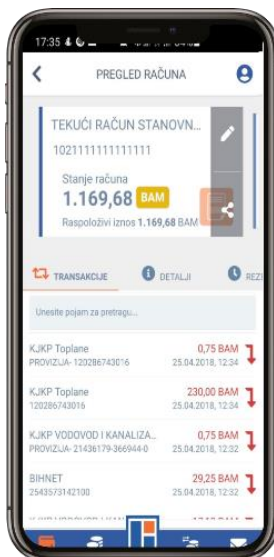 17:35
PREGLED RAČUNA
TEKUĆI RAČUN STANOVN...
1021111111111111
Stanje računa
1.169,68 BAM
Raspoloživi iznos 1.169,68 BAM
TRANSAKCIJE DETALJI REZI
Unesite pojam za pretragu...
KJKP Toplane 0,75 BAM
PROVIZIJA- 120286743016 25.04.2018, 12:34
KJKP Toplane 230,00 BAM
120286743016 25.04.2018, 12:34
KJKP VODOVOD I KANALIZA... 0,75 BAM
PROVIZIJA- 21436179-366944-0 25.04.2018, 12:32
BIHNET 29,25 BAM
2543573142100 25.04.2018, 12:32